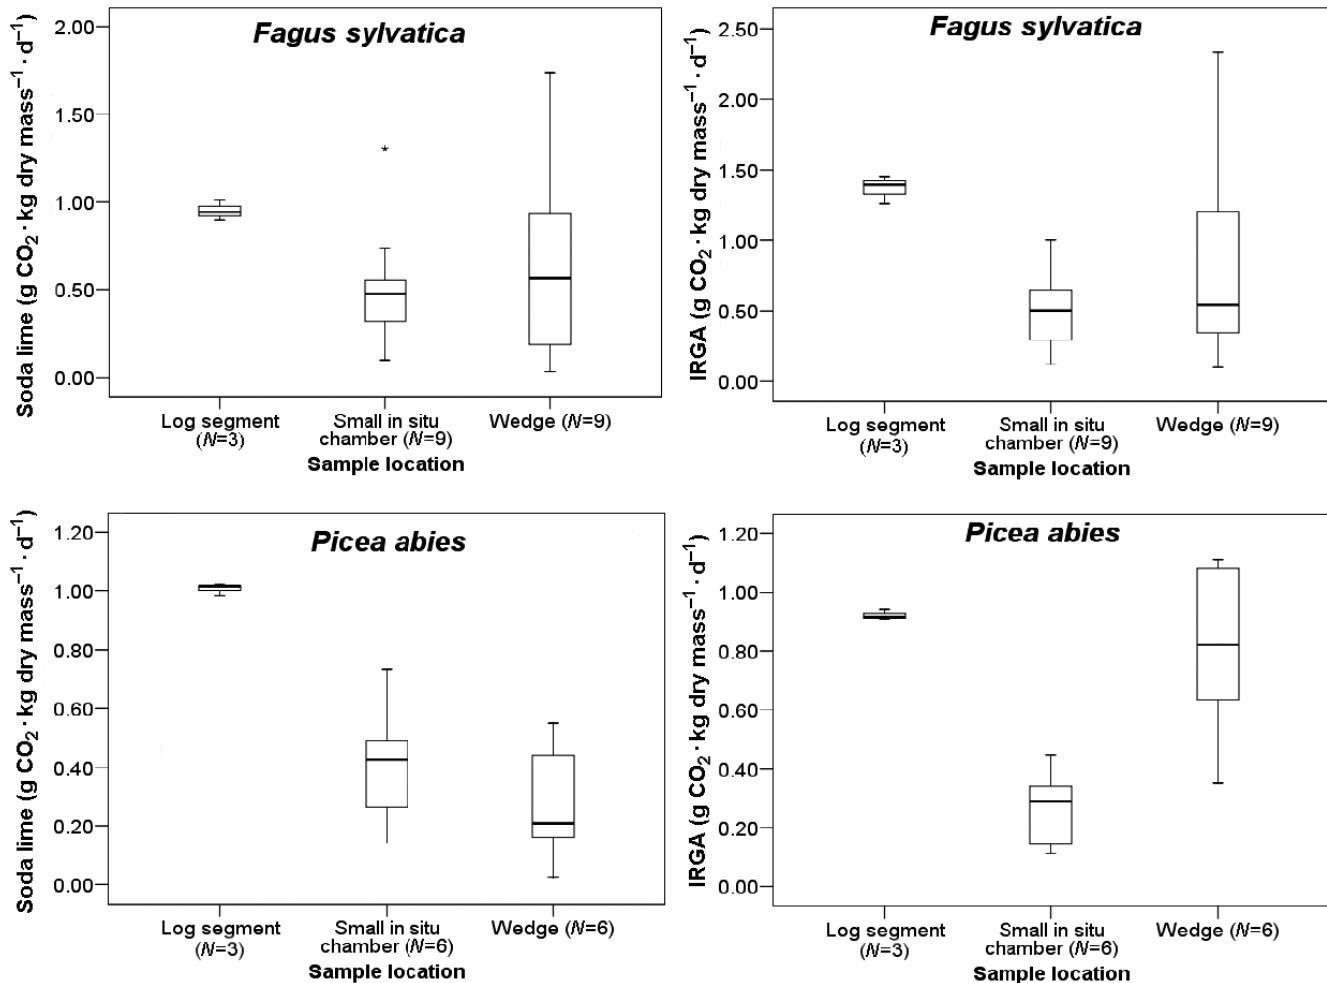 Fagus sylvatica
Soda lime (g CO₂ · kg dry mass⁻¹ · d⁻¹)
2.00
1.50
1.00
0.50
0.00
*
Log segment
(N=3)
Small in situ
chamber (N=9)
Wedge (N=9)
Sample location
Fagus sylvatica
IRGA (g CO₂ · kg dry mass⁻¹ · d⁻¹)
2.50
2.00
1.50
1.00
0.50
0.00
Log segment
(N=3)
Small in situ
chamber (N=9)
Wedge (N=9)
Sample location
Picea abies
Soda lime (g CO₂ · kg dry mass⁻¹ · d⁻¹)
1.20
1.00
0.80
0.60
0.40
0.20
0.00
Log segment
(N=3)
Small in situ
chamber (N=6)
Wedge (N=6)
Sample location
Picea abies
IRGA (g CO₂ · kg dry mass⁻¹ · d⁻¹)
1.20
1.00
0.80
0.60
0.40
0.20
0.00
Log segment
(N=3)
Small in situ
chamber (N=6)
Wedge (N=6)
Sample location